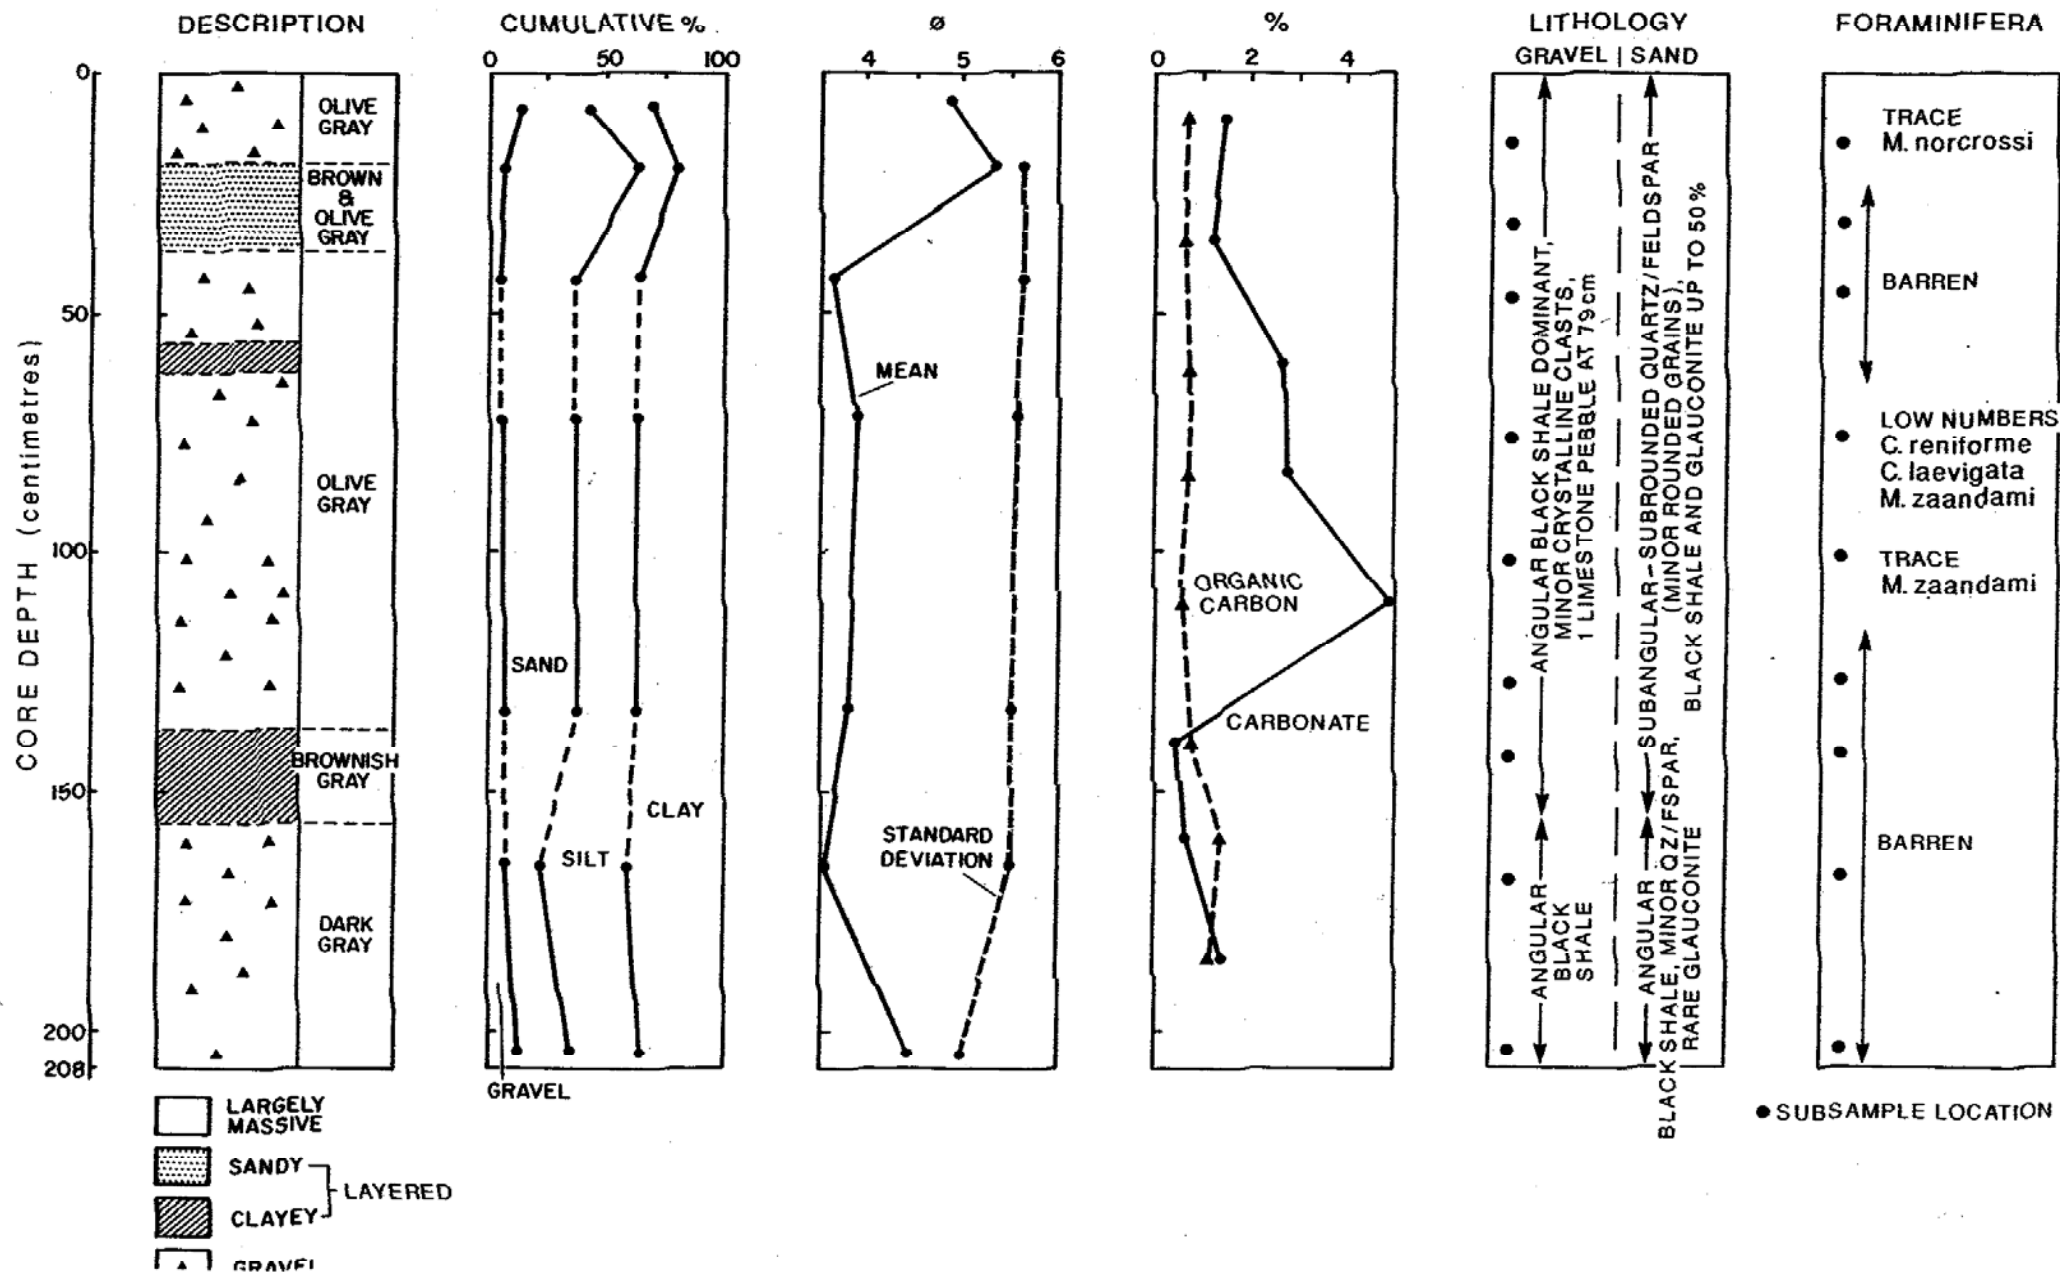 DESCRIPTION
CUMULATIVE %
ø
%
LITHOLOGY
GRAVEL | SAND
FORAMINIFERA
0 50 100
4 5 6
0 2 4
CORE DEPTH (centimetres)
0
50
100
150
200
208
OLIVE
GRAY
BROWN
&
OLIVE
GRAY
OLIVE
GRAY
BROWNISH
GRAY
DARK
GRAY
SAND
SILT
CLAY
GRAVEL
MEAN
STANDARD
DEVIATION
ORGANIC
CARBON
CARBONATE
ANGULAR BLACK SHALE DOMINANT,
MINOR CRYSTALLINE CLASTS,
1 LIMESTONE PEBBLE AT 79cm
ANGULAR
BLACK
SHALE
SUBANGULAR-SUBROUNDED QUARTZ/FELDSPAR
(MINOR ROUNDED GRAINS),
BLACK SHALE AND GLAUCONITE UP TO 50%
ANGULAR
BLACK SHALE, MINOR QZ/FSPAR,
RARE GLAUCONITE
TRACE
M. norcrossi
BARREN
LOW NUMBERS
C. reniforme
C. laevigata
M. zaandami
TRACE
M. zaandami
BARREN
● SUBSAMPLE LOCATION
LARGELY
MASSIVE
SANDY
CLAYEY
LAYERED
GRAVEL